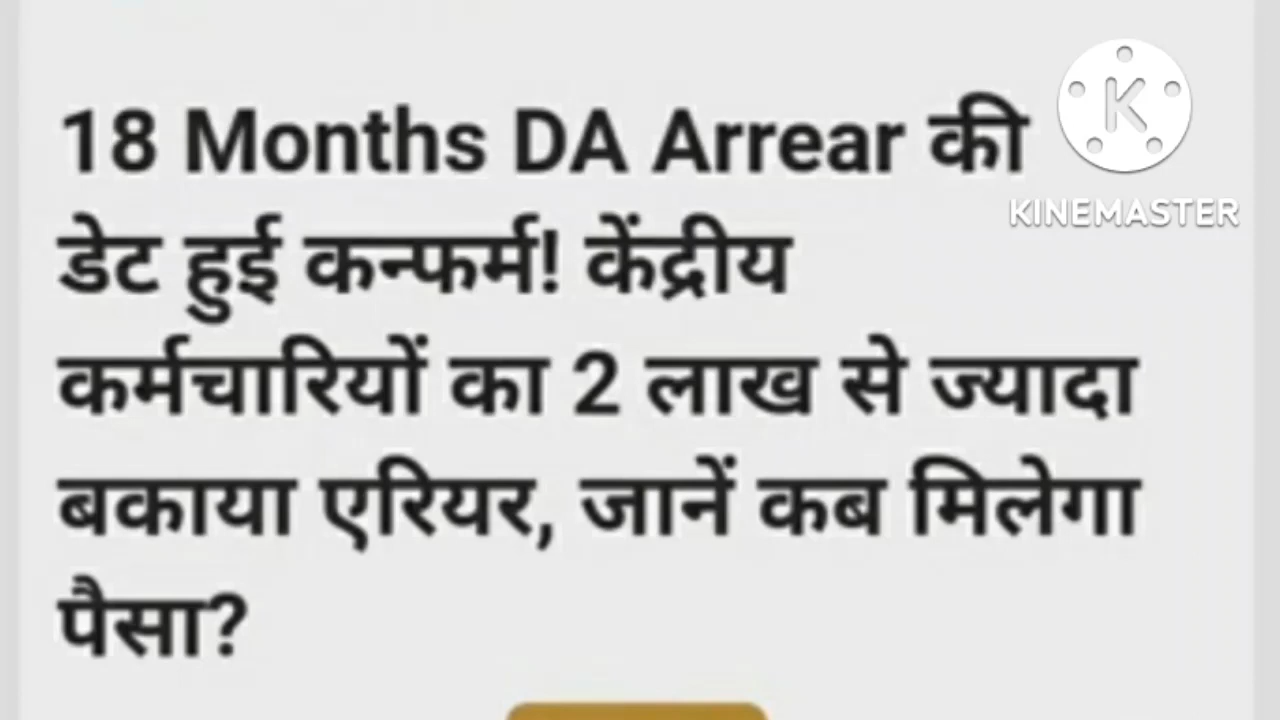 18 Months DA Arrear की
डेट हुई कन्फर्म! केंद्रीय
कर्मचारियों का 2 लाख से ज्यादा
बकाया एरियर, जानें कब मिलेगा
पैसा?
K
KINEMASTER